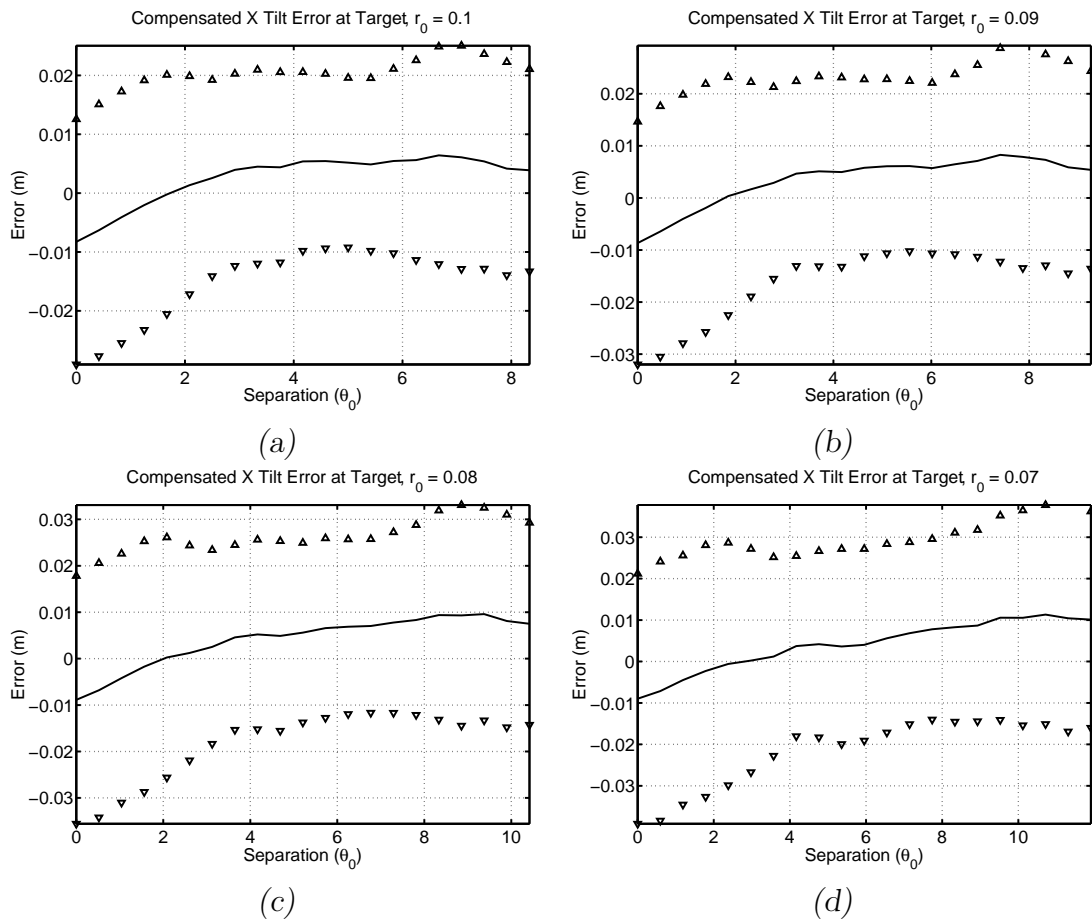 Compensated X Tilt Error at Target, r0 = 0.1
0.02
0.01
0
−0.01
−0.02
Error (m)
0 2 4 6 8
Separation (θ0)
(a)
Compensated X Tilt Error at Target, r0 = 0.09
0.02
0.01
0
−0.01
−0.02
−0.03
Error (m)
0 2 4 6 8
Separation (θ0)
(b)
Compensated X Tilt Error at Target, r0 = 0.08
0.03
0.02
0.01
0
−0.01
−0.02
−0.03
Error (m)
0 2 4 6 8 10
Separation (θ0)
(c)
Compensated X Tilt Error at Target, r0 = 0.07
0.03
0.02
0.01
0
−0.01
−0.02
−0.03
Error (m)
0 2 4 6 8 10
Separation (θ0)
(d)